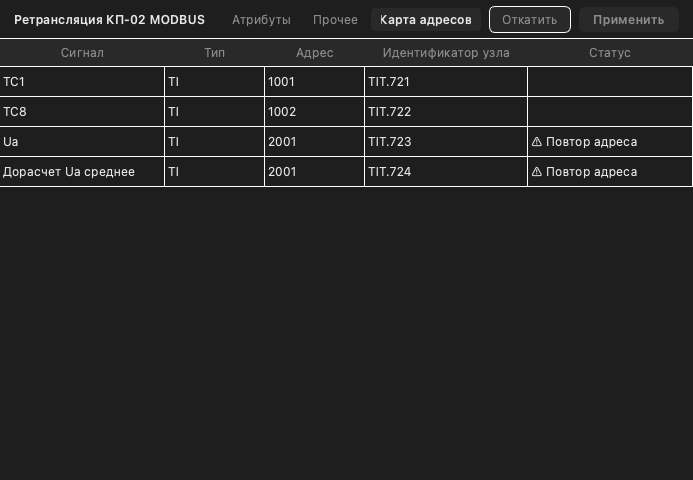 Ретрансляция КП-02 MODBUS Атрибуты Прочее Карта адресов Откатить Применить
Сигнал Тип Адрес Идентификатор узла Статус
ТС1 TI 1001 TIT.721
ТС8 TI 1002 TIT.722
Ua TI 2001 TIT.723 ⚠ Повтор адреса
Дорасчет Ua среднее TI 2001 TIT.724 ⚠ Повтор адреса